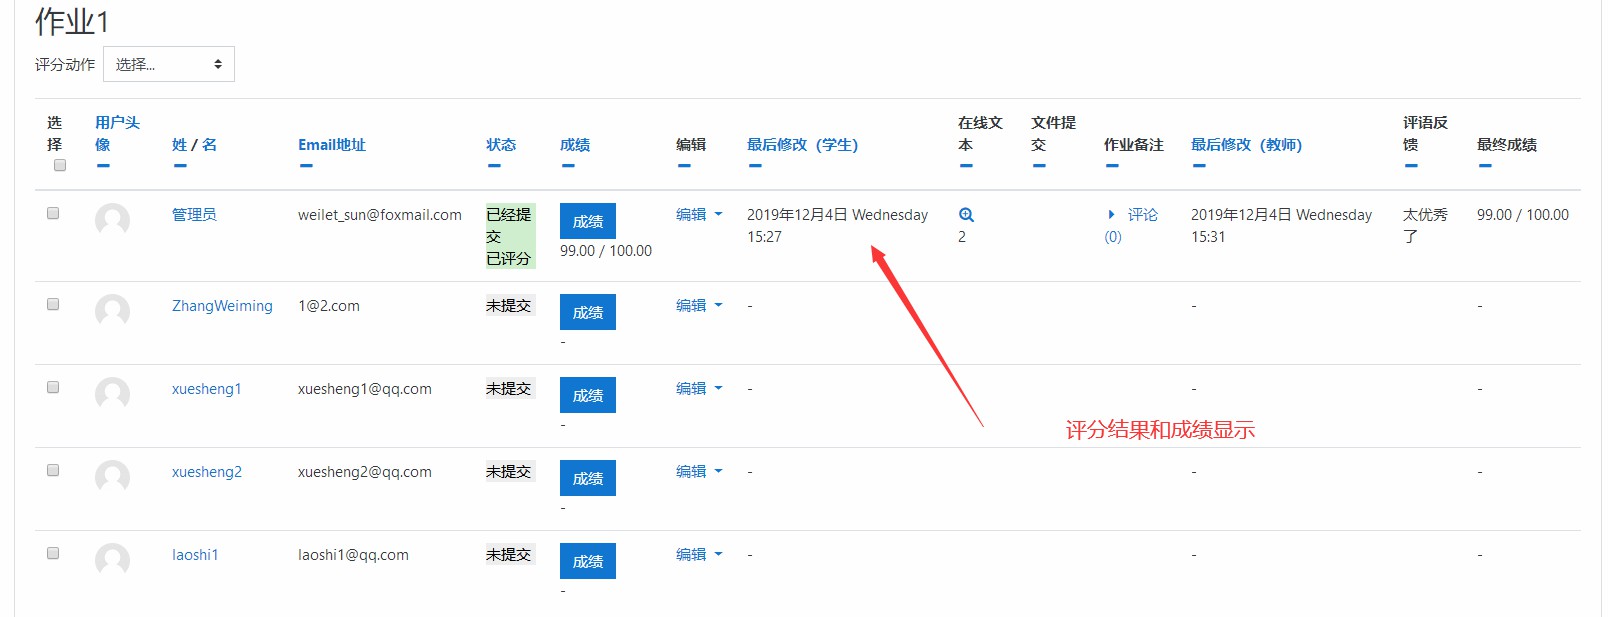 作业1
评分动作 选择...
选择 用户头像 姓 / 名 Email地址 状态 成绩 编辑 最后修改（学生） 在线文本 文件提交 作业备注 最后修改（教师） 评语反馈 最终成绩
管理员 weilet_sun@foxmail.com 已经提交 已评分 成绩 99.00 / 100.00 编辑 2019年12月4日 Wednesday 15:27 2 评论 (0) 2019年12月4日 Wednesday 15:31 太优秀了 99.00 / 100.00
ZhangWeiming 1@2.com 未提交 成绩 - 编辑 - - -
xuesheng1 xuesheng1@qq.com 未提交 成绩 - 编辑 - - -
评分结果和成绩显示
xuesheng2 xuesheng2@qq.com 未提交 成绩 - 编辑 - - -
laoshi1 laoshi1@qq.com 未提交 成绩 - 编辑 - - -